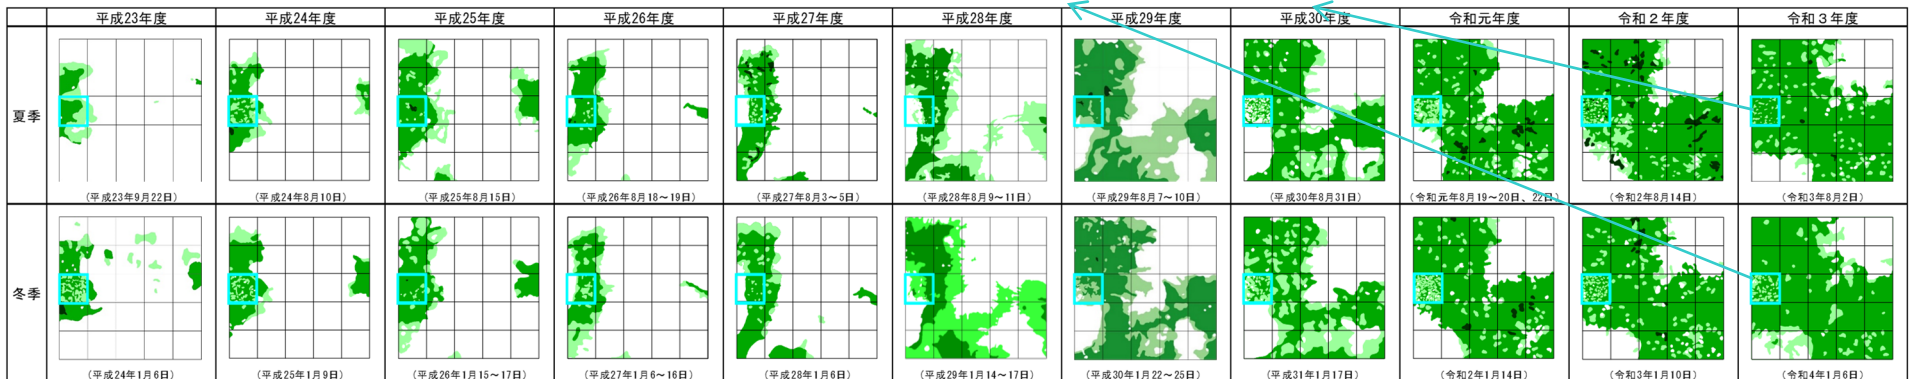 平成23年度 平成24年度 平成25年度 平成26年度 平成27年度 平成28年度 平成29年度 平成30年度 令和元年度 令和２年度 令和３年度
夏季
(平成23年9月22日) (平成24年8月10日) (平成25年8月15日) (平成26年8月18～19日) (平成27年8月3～5日) (平成28年8月9～11日) (平成29年8月7～10日) (平成30年8月31日) (令和元年8月19～20日、22日) (令和2年8月14日) (令和3年8月2日)
冬季
(平成24年1月6日) (平成25年1月9日) (平成26年1月15～17日) (平成27年1月6～16日) (平成28年1月6日) (平成29年1月14～17日) (平成30年1月22～25日) (平成31年1月17日) (令和2年1月14日) (令和3年1月10日) (令和4年1月6日)